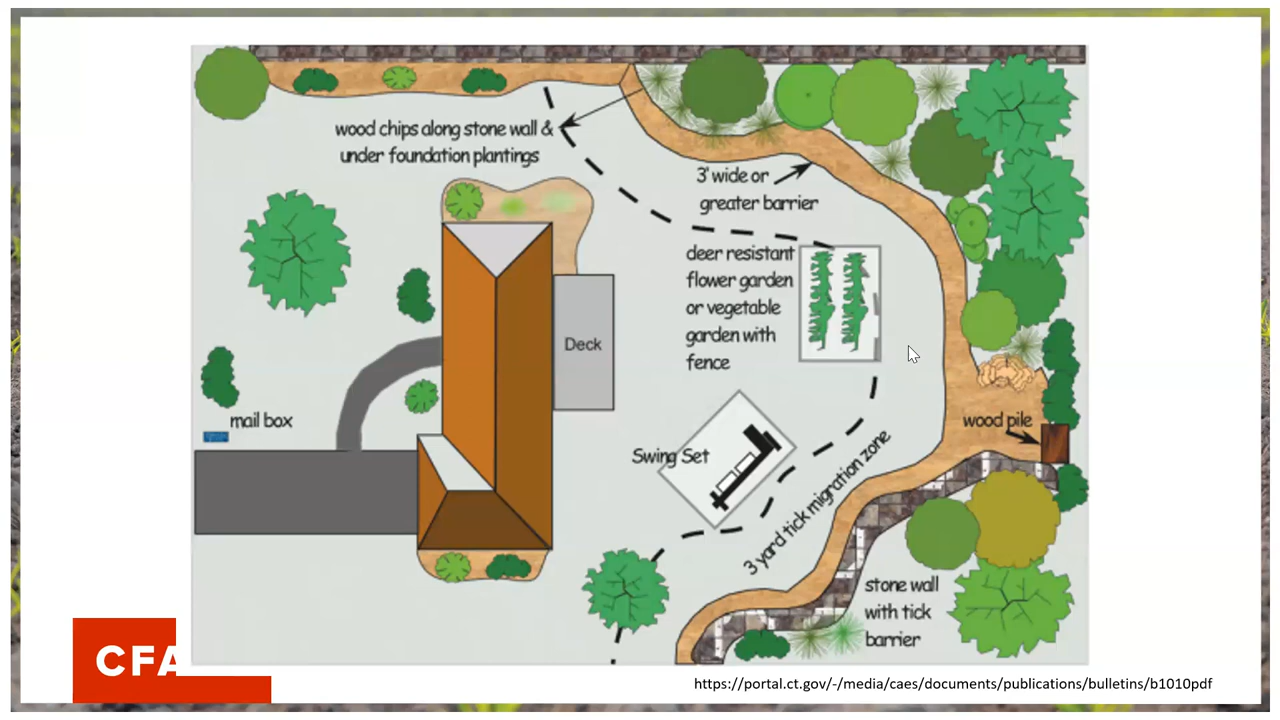 wood chips along stone wall &
under foundation plantings
3' wide or
greater barrier
deer resistant
flower garden
or vegetable
garden with
fence
Deck
mail box
Swing Set
wood pile
3 yard tick migration zone
stone wall
with tick
barrier
CFA
https://portal.ct.gov/-/media/caes/documents/publications/bulletins/b1010pdf